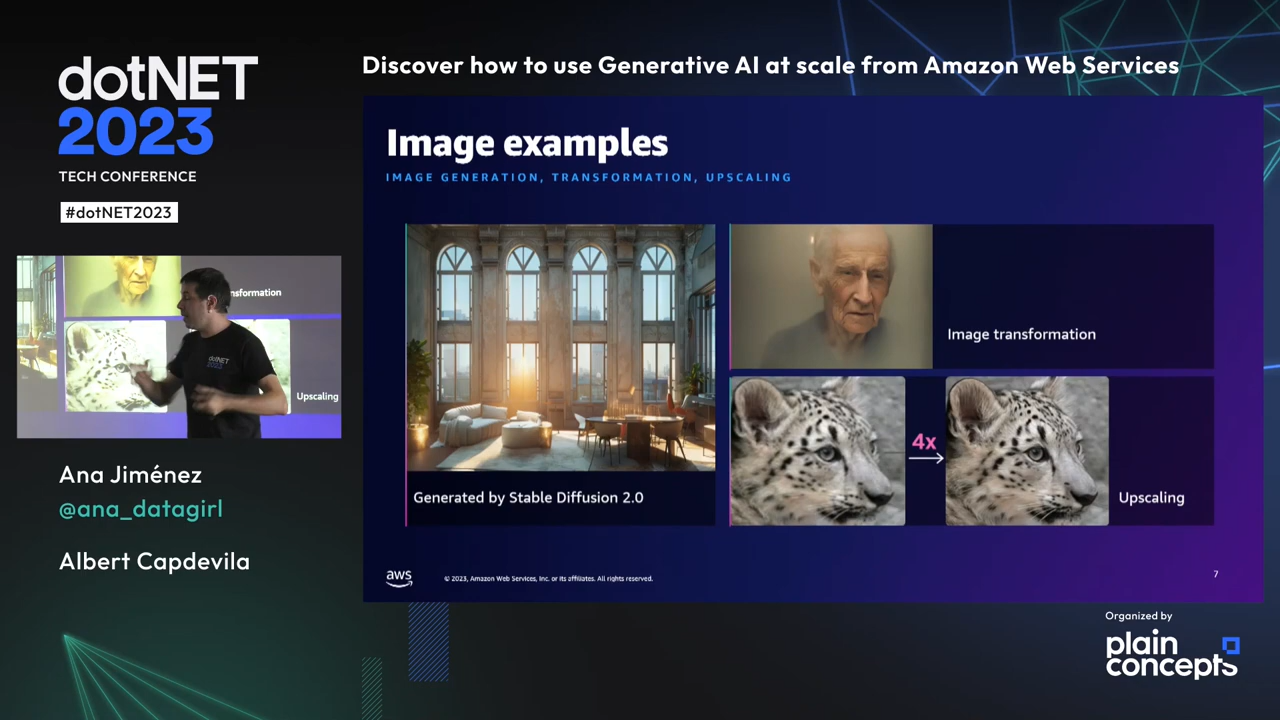 dotNET
2023
TECH CONFERENCE
#dotNET2023
Discover how to use Generative AI at scale from Amazon Web Services
Image examples
IMAGE GENERATION, TRANSFORMATION, UPSCALING
Generated by Stable Diffusion 2.0
Image transformation
4x
Upscaling
aws
© 2023, Amazon Web Services, Inc. or its affiliates. All rights reserved.
7
nsformation
dotNET
2023
Upscaling
Ana Jiménez
@ana_datagirl
Albert Capdevila
Organized by
plain
concepts